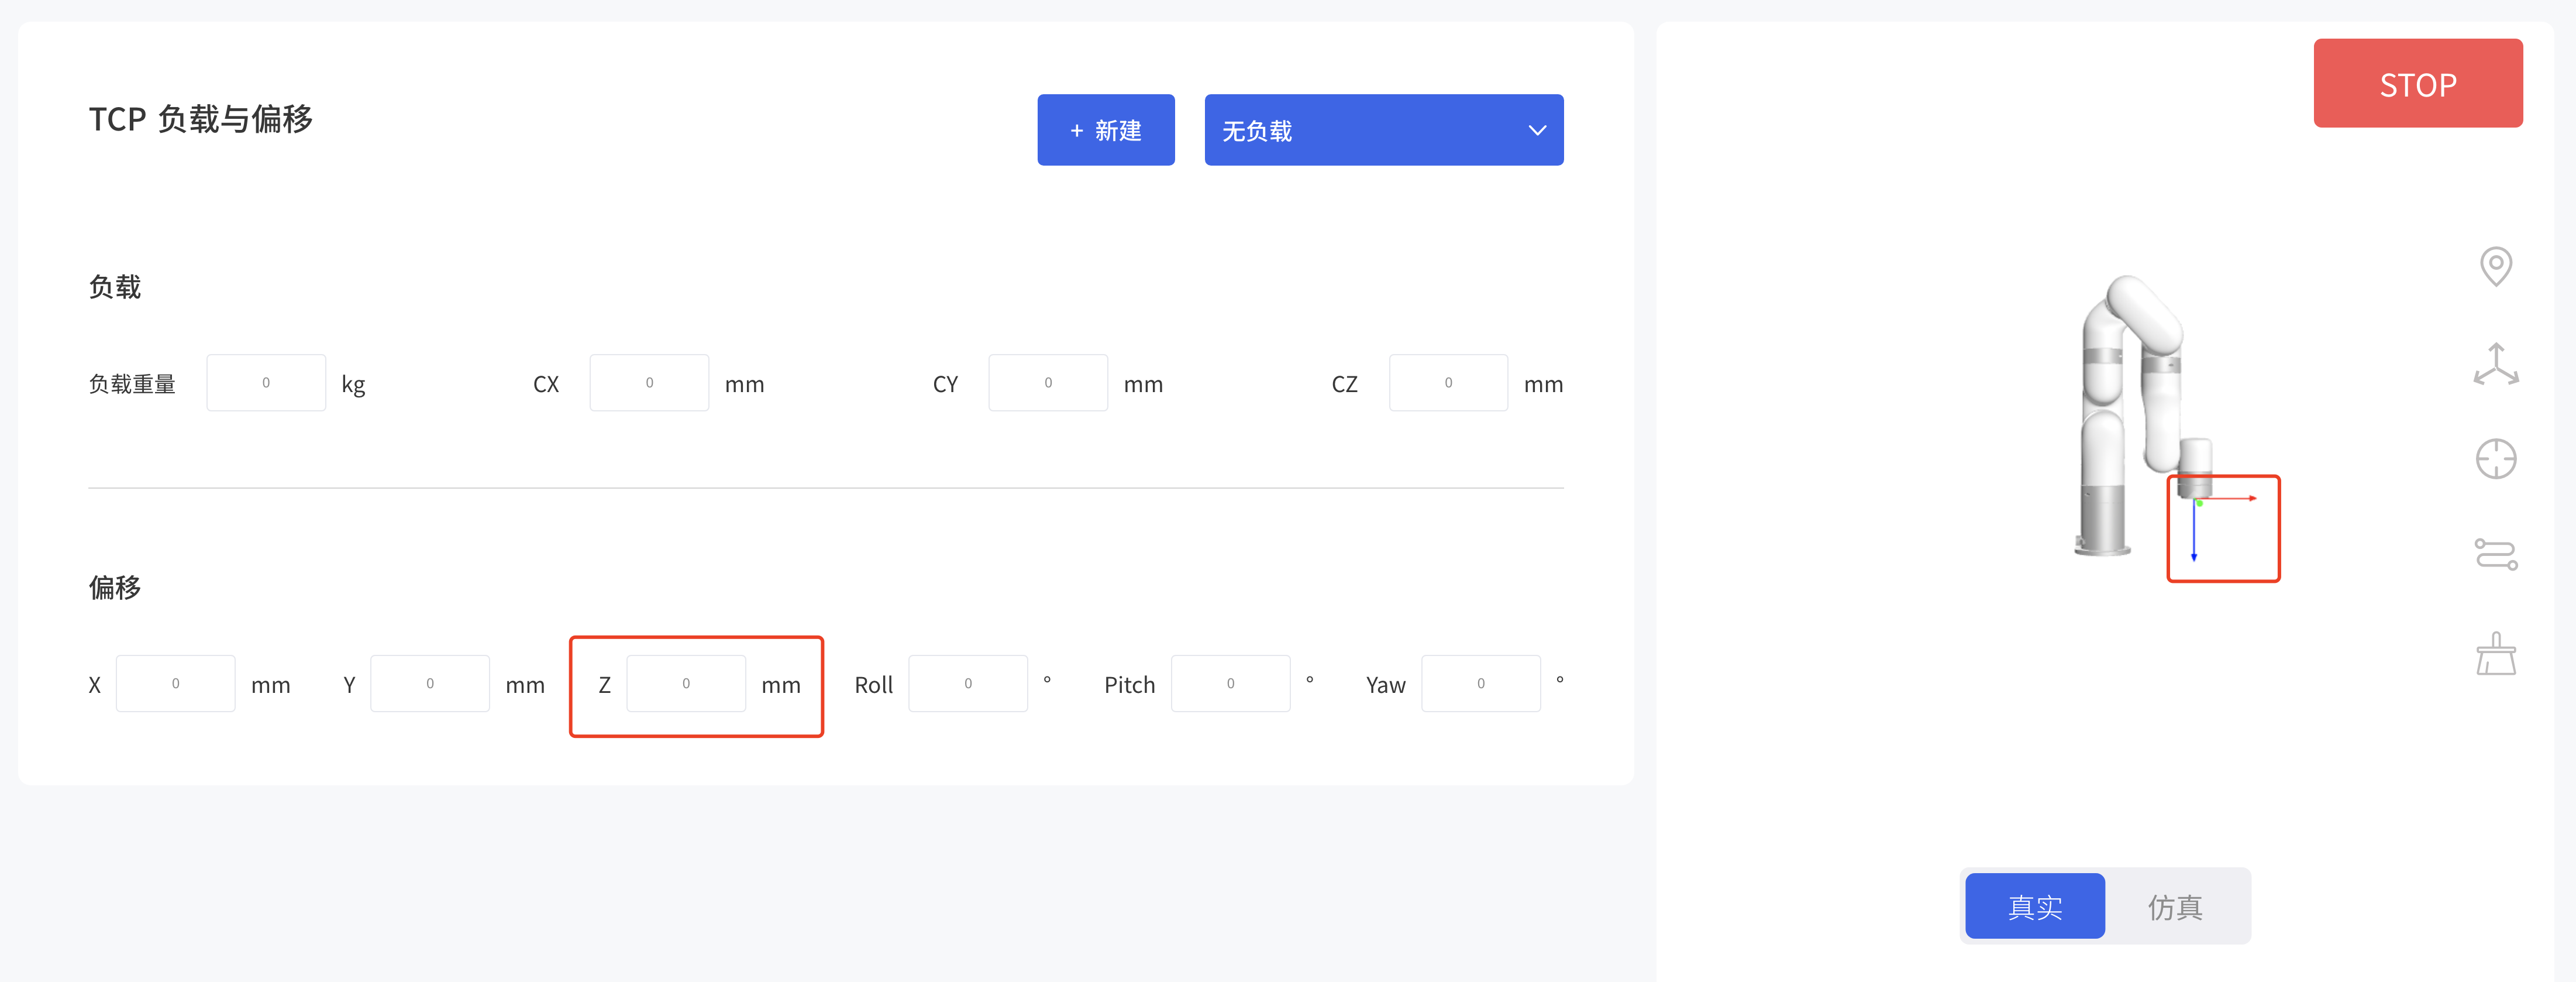 TCP 负载与偏移
+ 新建
无负载
STOP
负载
负载重量 0 kg
CX 0 mm
CY 0 mm
CZ 0 mm
偏移
X 0 mm
Y 0 mm
Z 0 mm
Roll 0 °
Pitch 0 °
Yaw 0 °
真实
仿真